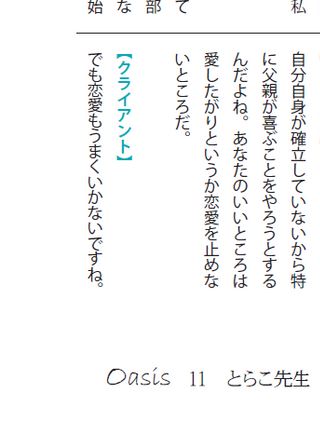 私
て
部
な
始
自分自身が確立していないから特
に父親が喜ぶことをやろうとする
んだよね。あなたのいいところは
愛したがりというか恋愛を止めな
いところだ。
【クライアント】
でも恋愛もうまくいかないですね。
Oasis 11 とらこ先生